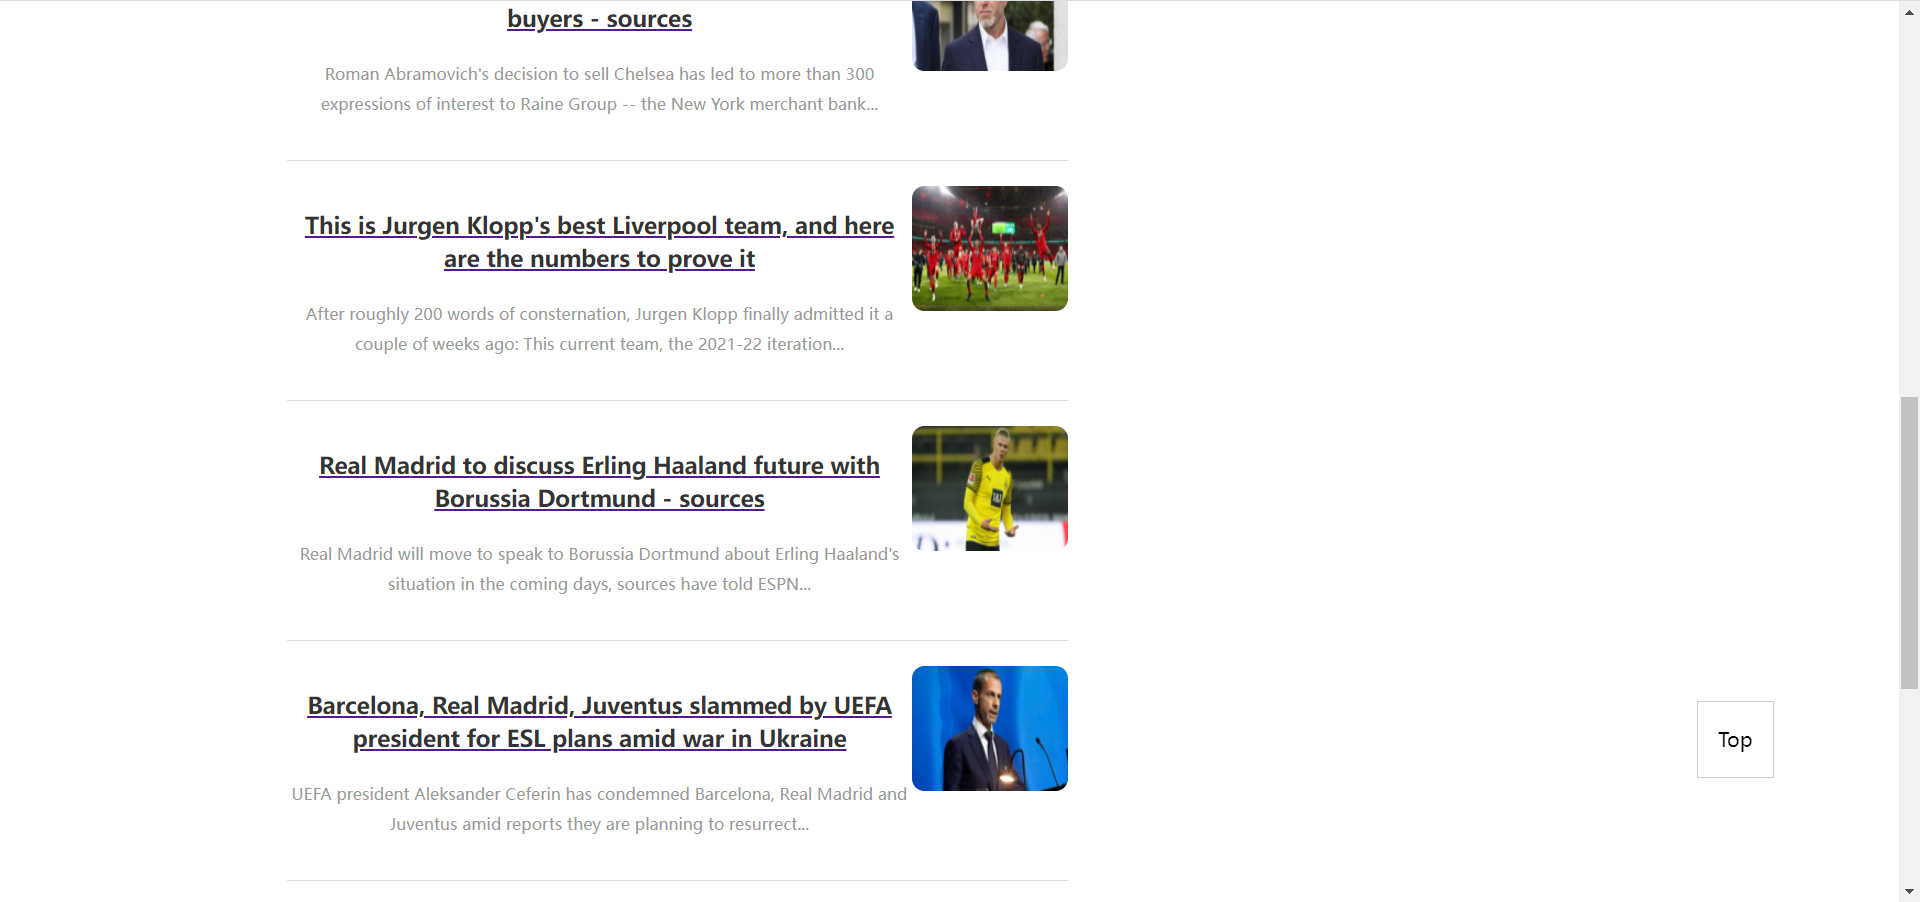 buyers - sources
Roman Abramovich's decision to sell Chelsea has led to more than 300
expressions of interest to Raine Group -- the New York merchant bank...
This is Jurgen Klopp's best Liverpool team, and here
are the numbers to prove it
After roughly 200 words of consternation, Jurgen Klopp finally admitted it a
couple of weeks ago: This current team, the 2021-22 iteration...
Real Madrid to discuss Erling Haaland future with
Borussia Dortmund - sources
Real Madrid will move to speak to Borussia Dortmund about Erling Haaland's
situation in the coming days, sources have told ESPN...
Barcelona, Real Madrid, Juventus slammed by UEFA
president for ESL plans amid war in Ukraine
UEFA president Aleksander Ceferin has condemned Barcelona, Real Madrid and
Juventus amid reports they are planning to resurrect...
Top